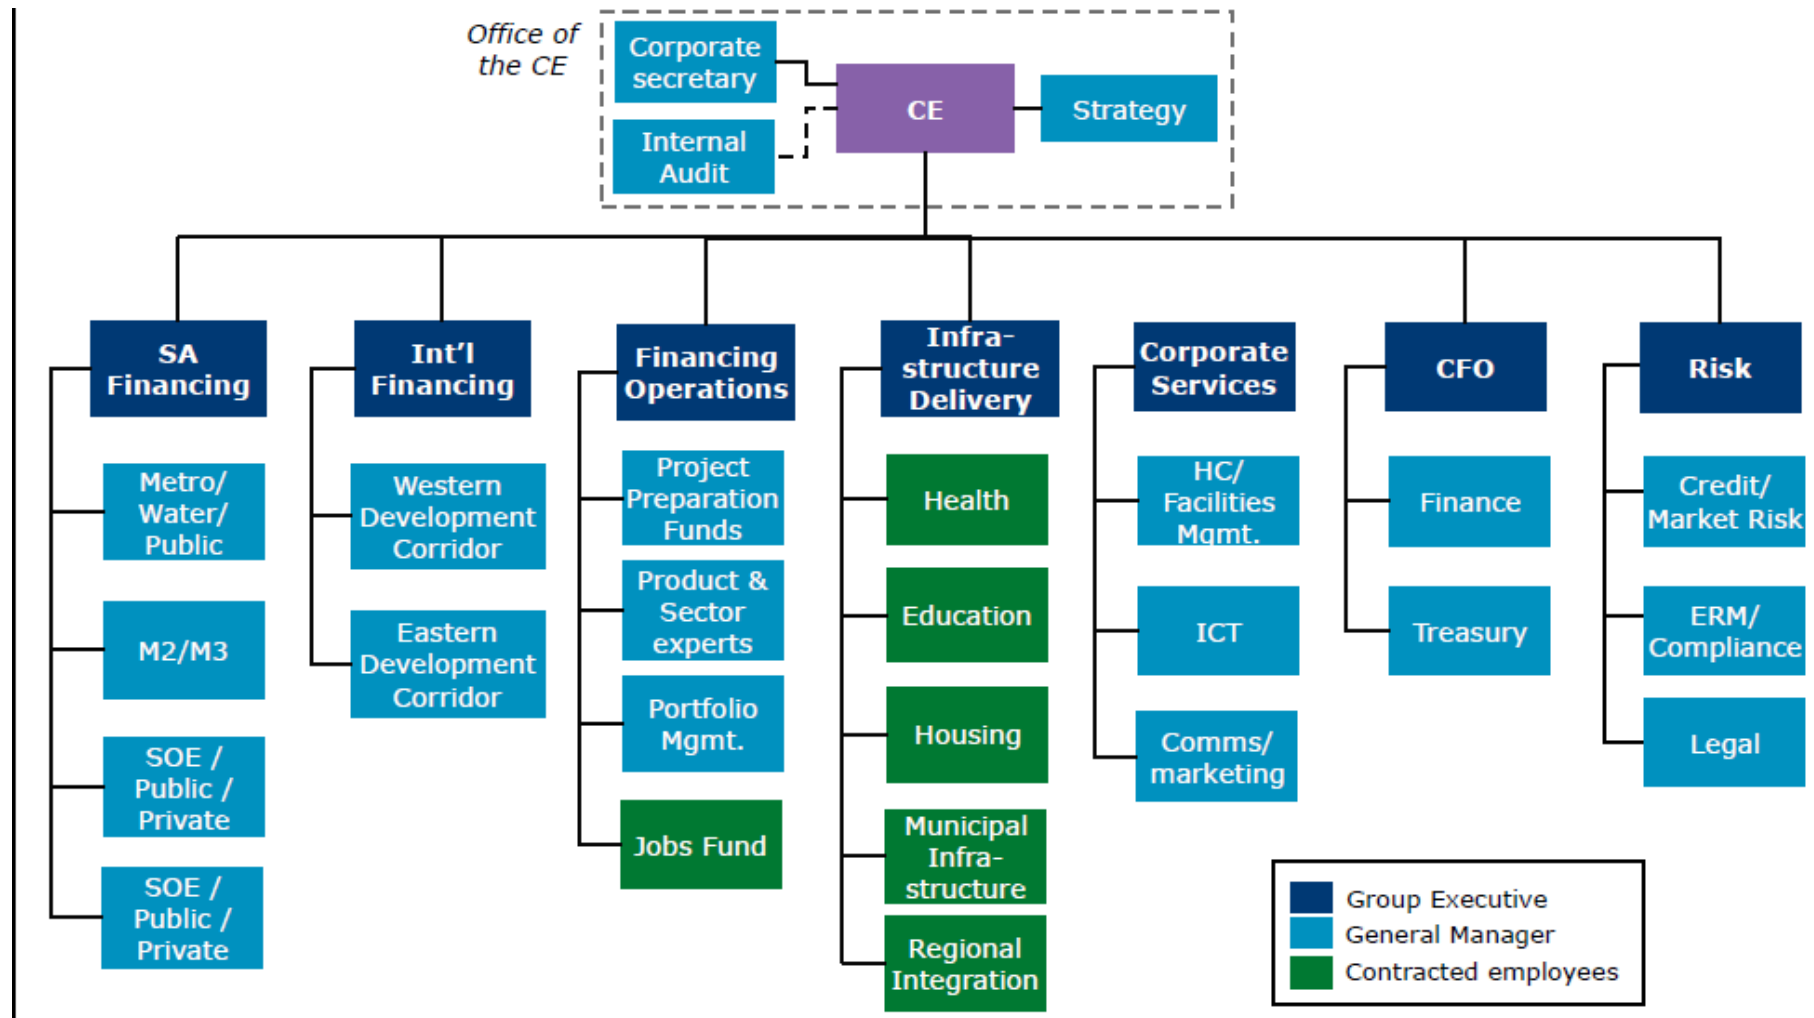 Office of
the CE
Corporate
secretary
Internal
Audit
CE
Strategy
SA
Financing
Metro/
Water/
Public
M2/M3
SOE /
Public /
Private
SOE /
Public /
Private
Int'l
Financing
Western
Development
Corridor
Eastern
Development
Corridor
Financing
Operations
Project
Preparation
Funds
Product &
Sector
experts
Portfolio
Mgmt.
Jobs Fund
Infra-
structure
Delivery
Health
Education
Housing
Municipal
Infra-
structure
Regional
Integration
Corporate
Services
HC/
Facilities
Mgmt.
ICT
Comms/
marketing
CFO
Finance
Treasury
Risk
Credit/
Market Risk
ERM/
Compliance
Legal
Group Executive
General Manager
Contracted employees